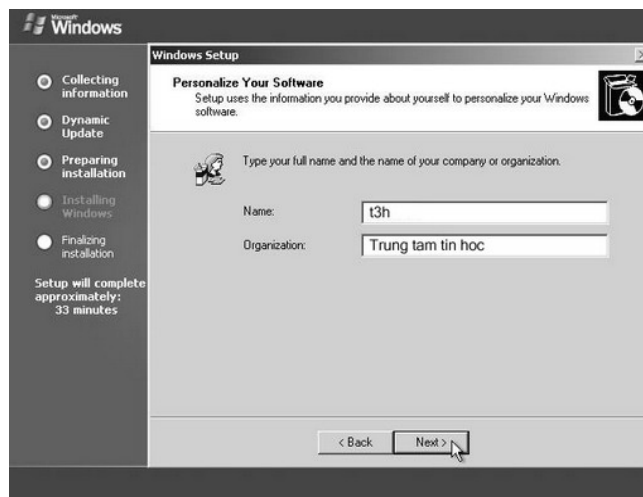 Microsoft
Windows
Collecting
information
Dynamic
Update
Preparing
installation
Installing
Windows
Finalizing
installation
Setup will complete
approximately:
33 minutes
Windows Setup
Personalize Your Software
Setup uses the information you provide about yourself to personalize your Windows
software.
Type your full name and the name of your company or organization.
Name:
t3h
Organization:
Trung tam tin hoc
< Back
Next >